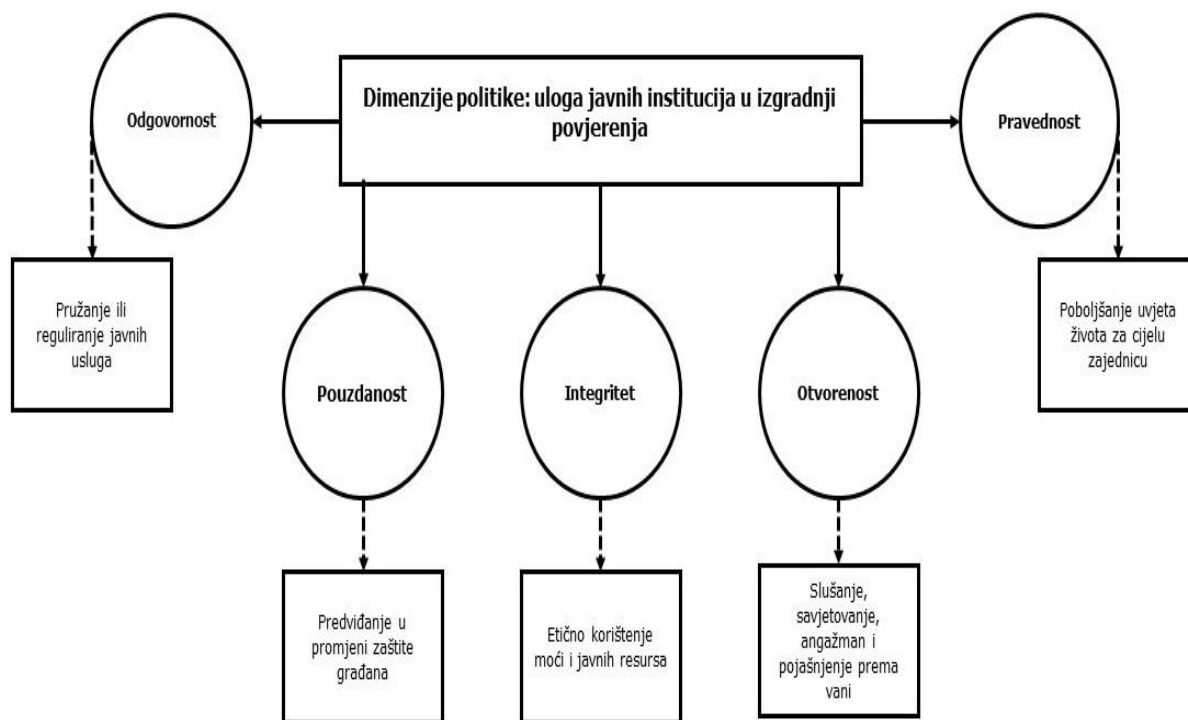 Dimenzije politike: uloga javnih institucija u izgradnji
povjerenja
Odgovornost
Pravednost
Pružanje ili
reguliranje javnih
usluga
Poboljšanje uvjeta
života za cijelu
zajednicu
Pouzdanost
Integritet
Otvorenost
Predviđanje u
promjeni zaštite
građana
Etično korištenje
moći i javnih resursa
Slušanje,
savjetovanje,
angažman i
pojašnjenje prema
vani